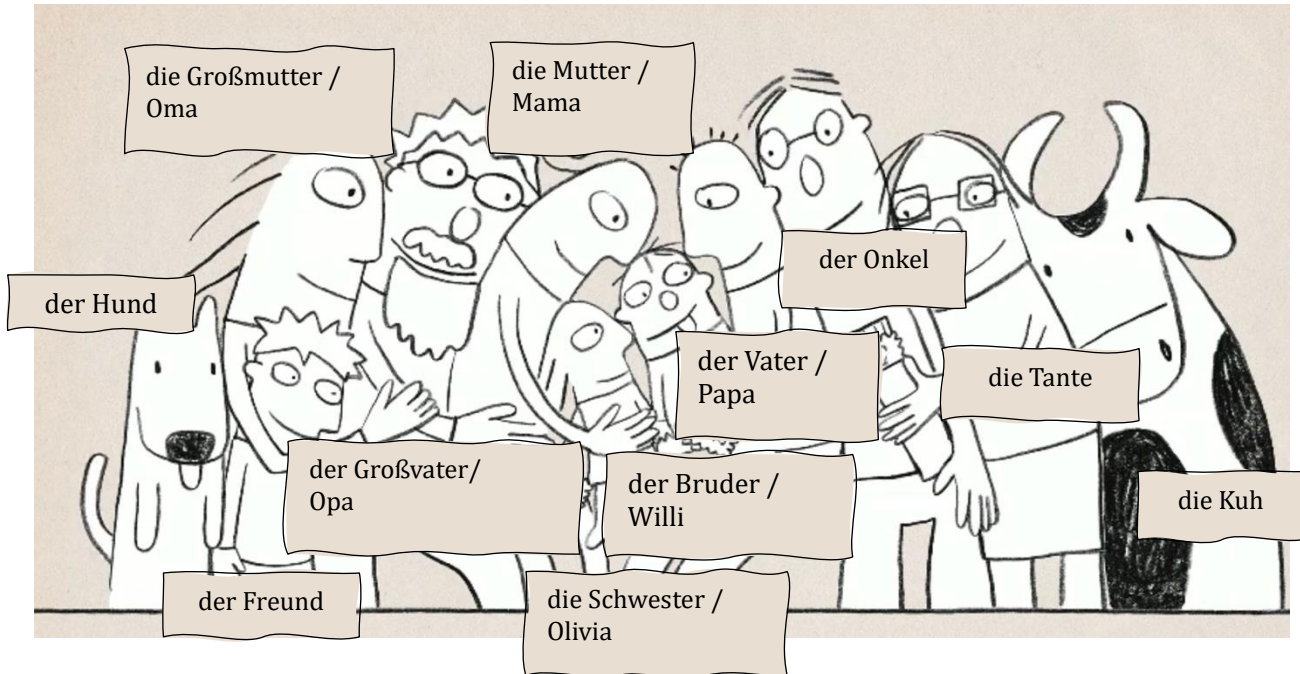 die Großmutter /
Oma
die Mutter /
Mama
der Onkel
der Hund
der Vater /
Papa
die Tante
der Großvater/
Opa
der Bruder /
Willi
die Kuh
der Freund
die Schwester /
Olivia